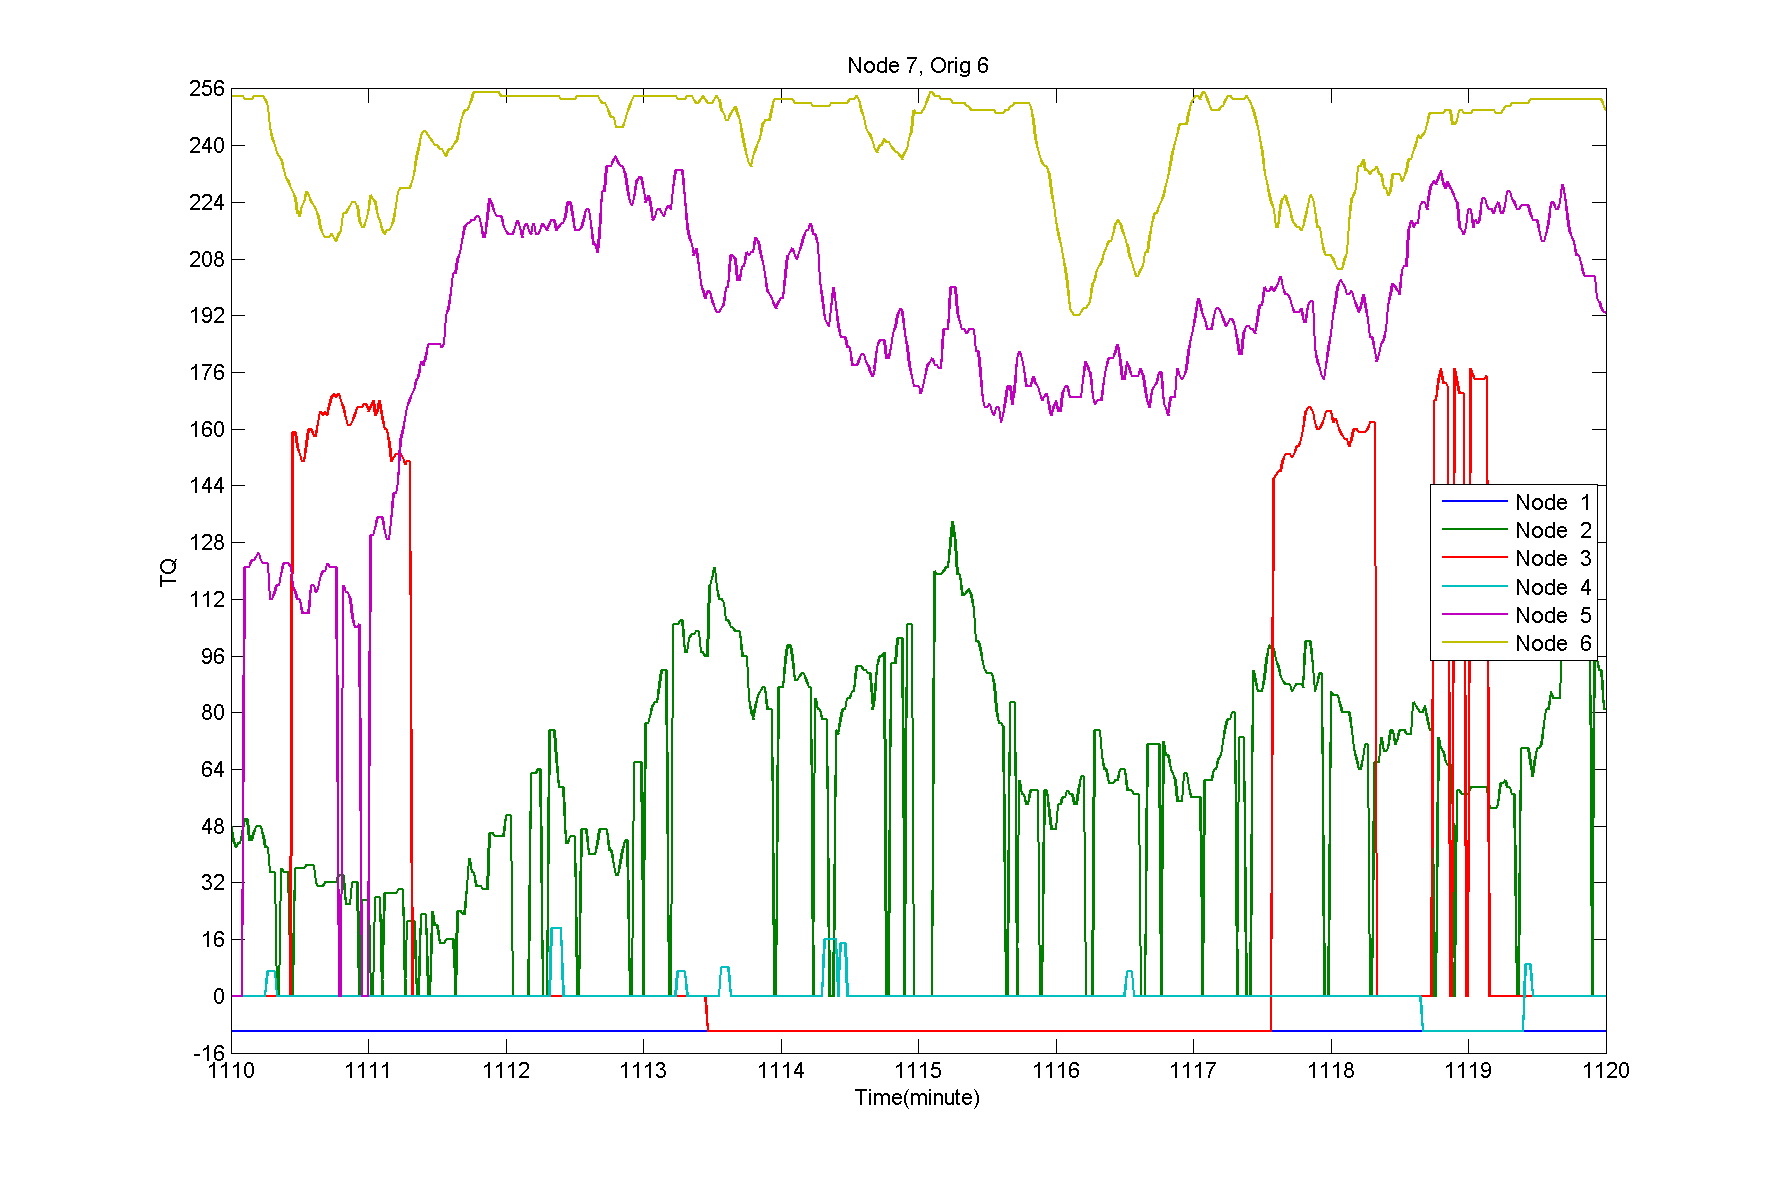 Node 7, Orig 6
256
240
224
208
192
176
160
144
128
112
96
80
64
48
32
16
0
-16
TQ
Node 1
Node 2
Node 3
Node 4
Node 5
Node 6
1110 1111 1112 1113 1114 1115 1116 1117 1118 1119 1120
Time(minute)